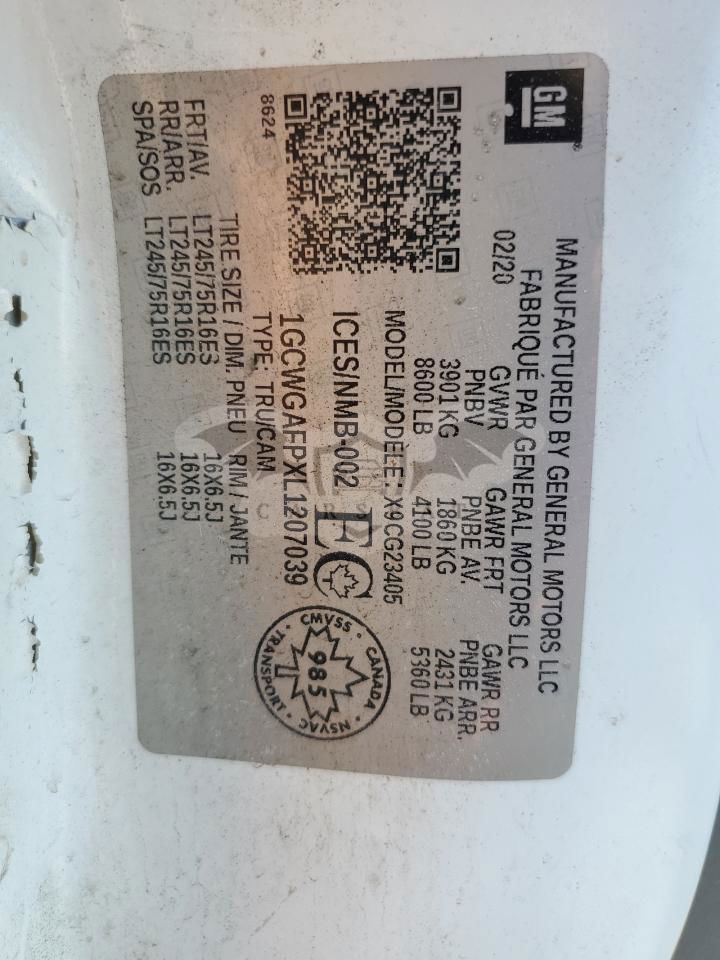 GM
MANUFACTURED BY GENERAL MOTORS LLC
FABRIQUÉ PAR GENERAL MOTORS LLC
02/20 GVWR GAWR FRT GAWR RR
PNBV PNBE AV. PNBE ARR.
3901 KG 1860 KG 2431 KG
8600 LB 4100 LB 5360 LB
MODEL/MODÈLE: X9CG23405
ICES/NMB-002 EC
1GCWGAFPXL1207039
TYPE: TRU/CAM
CMVSS · CANADA · NSVAC · TRANSPORT ·
985
8624
TIRE SIZE / DIM. PNEU RIM / JANTE
FRT/AV. LT245/75R16E3 16X6.5J
RR/ARR. LT245/75R16ES 16X6.5J
SPA/SOS LT245/75R16ES 16X6.5J